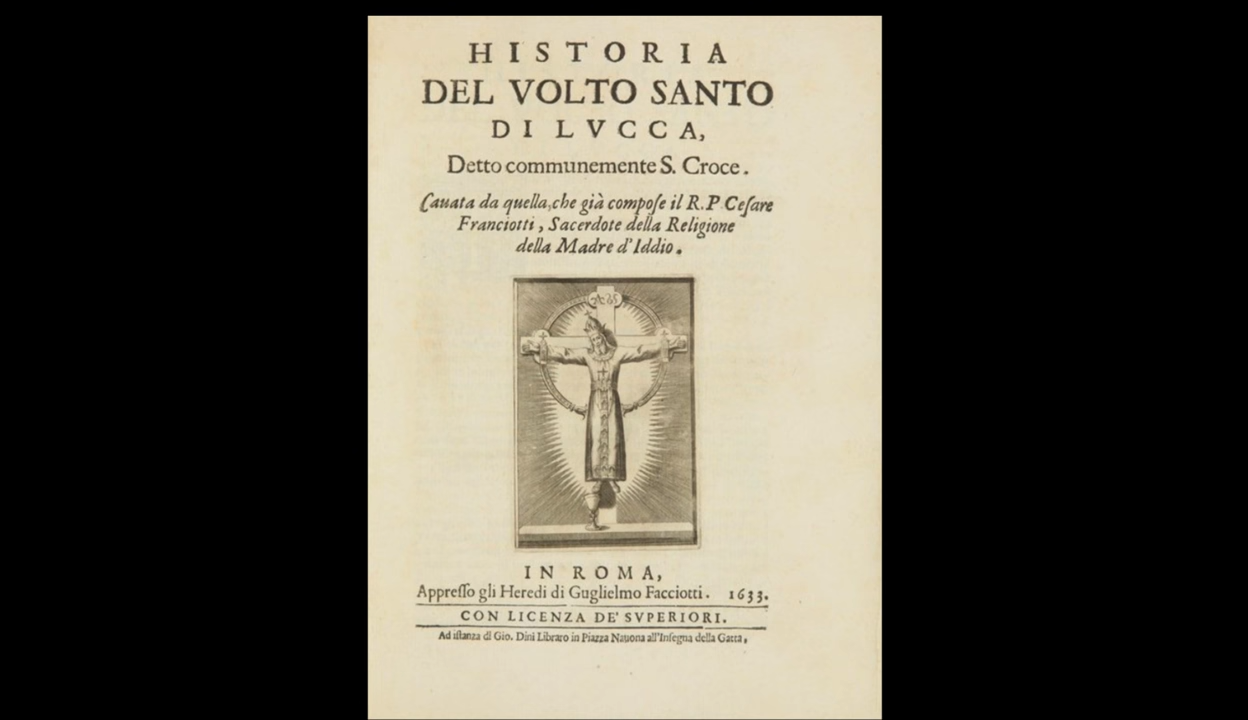 HISTORIA
DEL VOLTO SANTO
DI LVCCA,
Detto communemente S. Croce.
Cauata da quella, che già compoſe il R. P Ceſare
Franciotti, Sacerdote della Religione
della Madre d'Iddio.
IN ROMA,
Appreſſo gli Heredi di Guglielmo Facciotti. 1633.
CON LICENZA DE' SVPERIORI.
Ad iſtanza di Gio. Dini Libraro in Piazza Nauona all'Inſegna della Gatta,